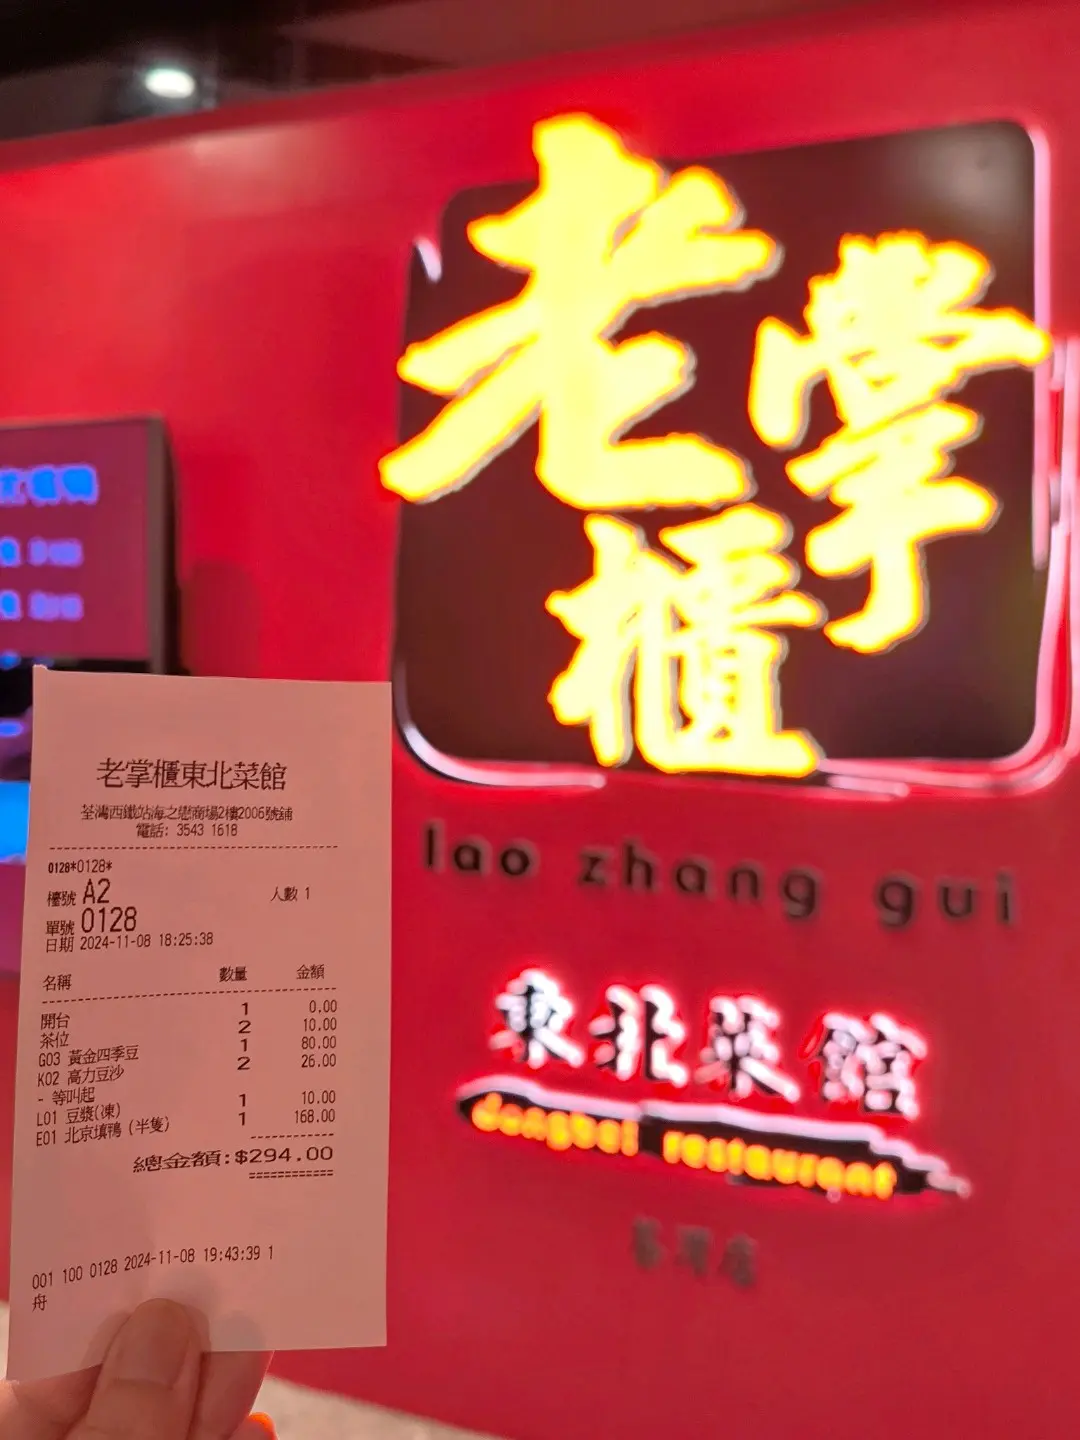 老掌
櫃
lao zhang gui
東北菜館
dongbei restaurant
老掌櫃東北菜館
荃灣西鐵站海之戀商場2樓2006號舖
電話: 3543 1618
0128*0128*
檯號 A2 人數 1
單號 0128
日期 2024-11-08 18:25:38
名稱 數量 金額
開台 1 0.00
茶位 2 10.00
G03 黃金四季豆 1 80.00
K02 高力豆沙 2 26.00
- 等叫起
L01 豆漿(凍) 1 10.00
E01 北京填鴨 (半隻) 1 168.00
總金額:$294.00
001 100 0128 2024-11-08 19:43:39 1
舟